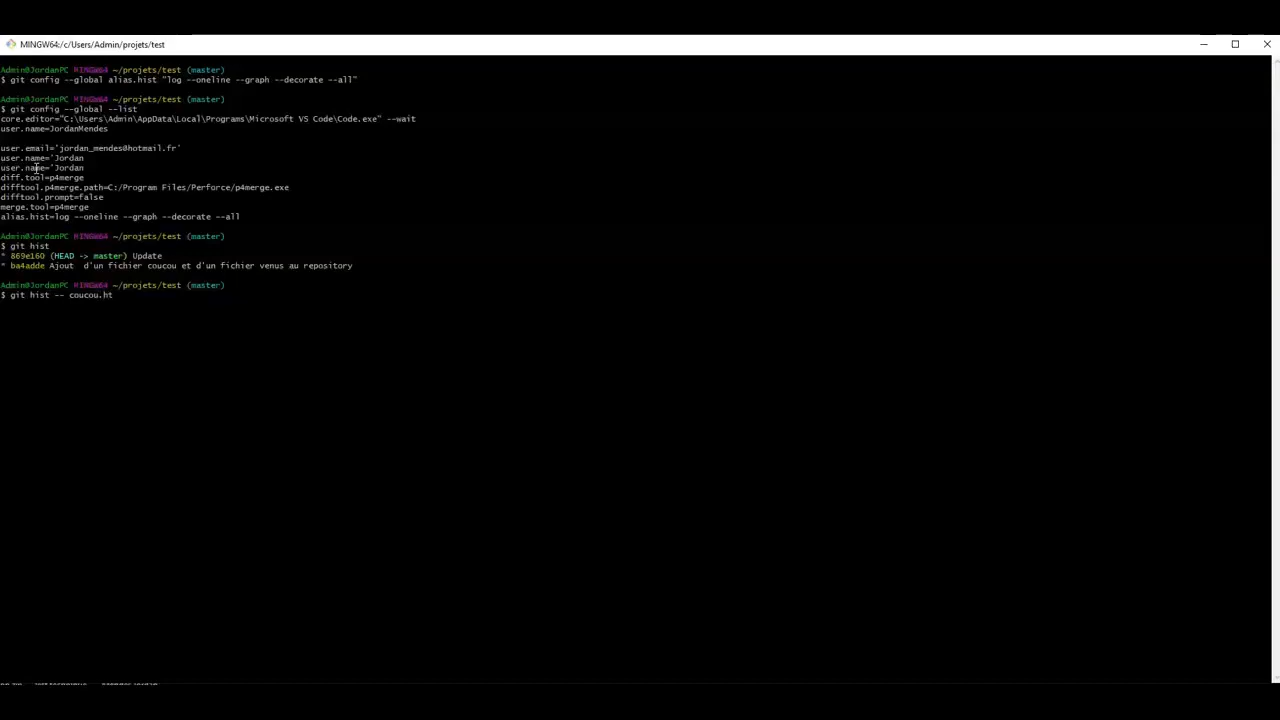 MINGW64:/c/Users/Admin/projets/test
Admin@JordanPC MINGW64 ~/projets/test (master)
$ git config --global alias.hist "log --oneline --graph --decorate --all"
Admin@JordanPC MINGW64 ~/projets/test (master)
$ git config --global --list
core.editor="C:\Users\Admin\AppData\Local\Programs\Microsoft VS Code\Code.exe" --wait
user.name=JordanMendes
user.email='jordan_mendes@hotmail.fr'
user.name='Jordan
user.name='Jordan
diff.tool=p4merge
difftool.p4merge.path=C:/Program Files/Perforce/p4merge.exe
difftool.prompt=false
merge.tool=p4merge
alias.hist=log --oneline --graph --decorate --all
Admin@JordanPC MINGW64 ~/projets/test (master)
$ git hist
* 869e160 (HEAD -> master) Update
* ba4adde Ajout  d'un fichier coucou et d'un fichier venus au repository
Admin@JordanPC MINGW64 ~/projets/test (master)
$ git hist -- coucou.ht